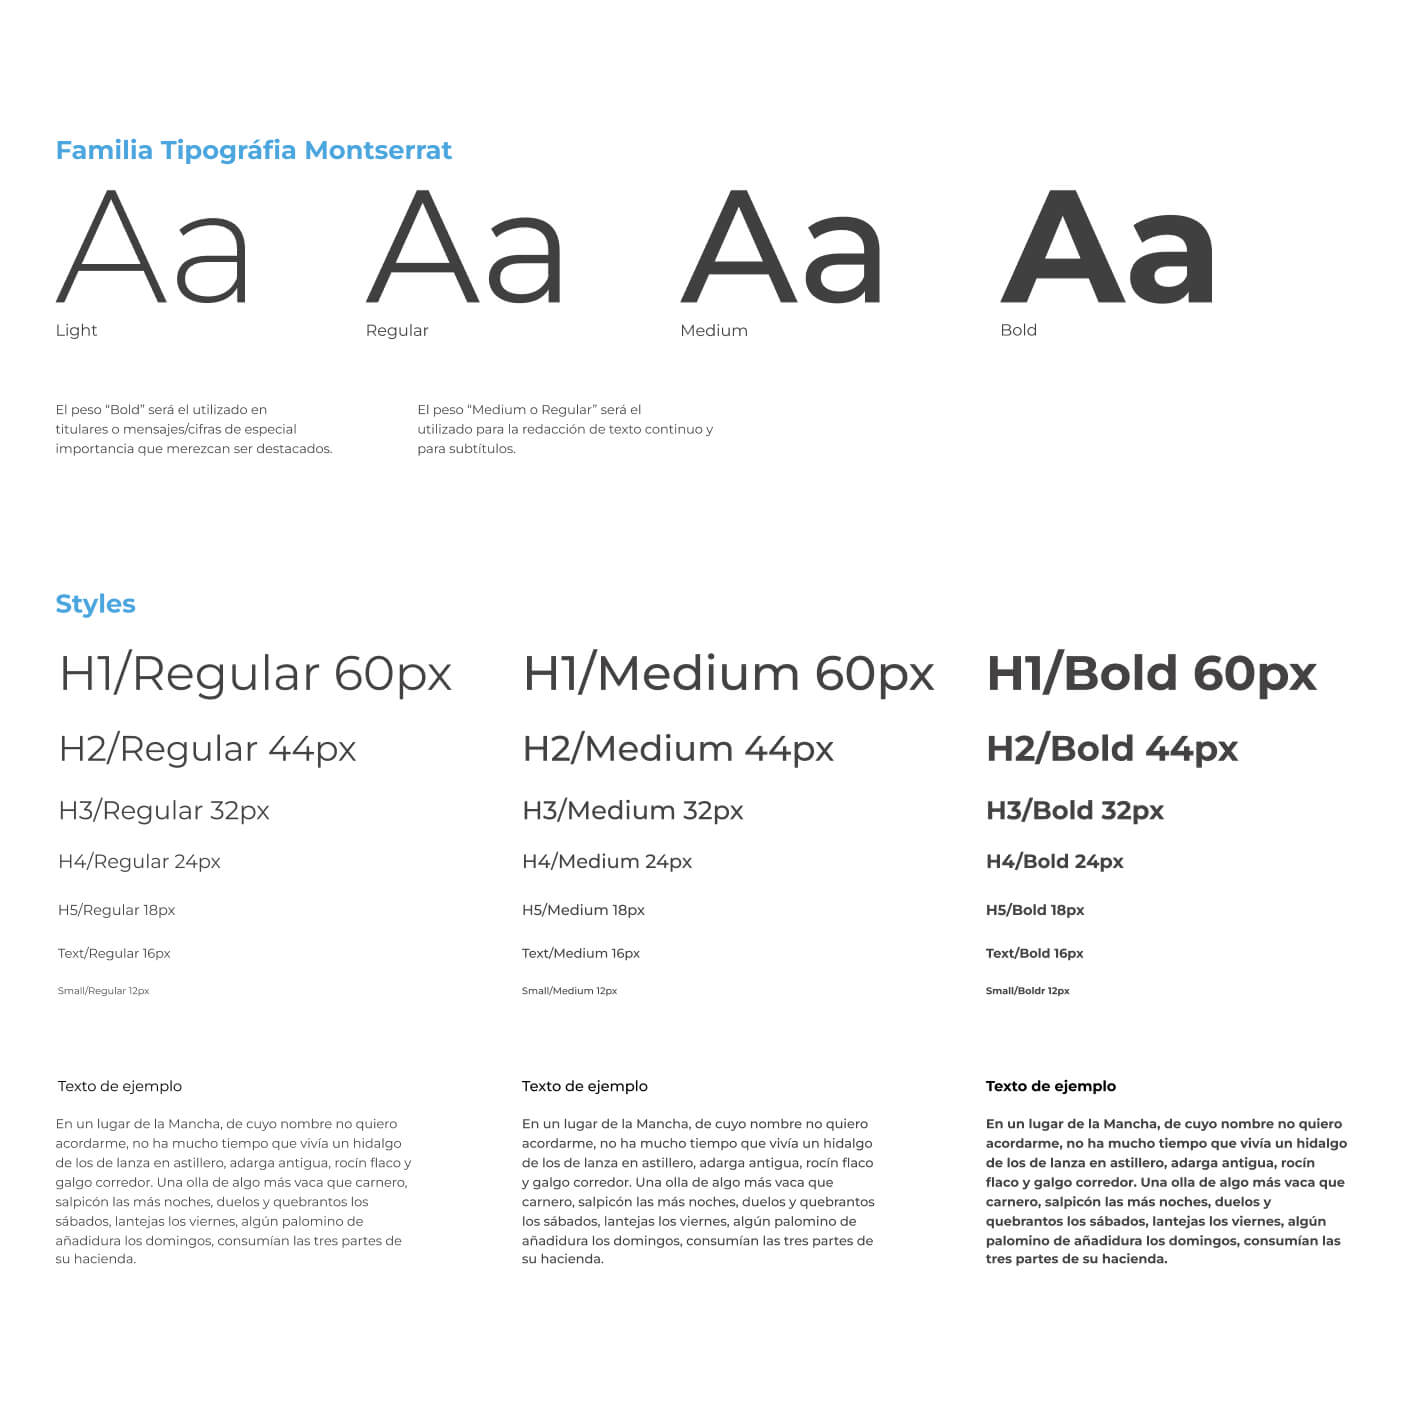 Familia Tipográfia Montserrat
Aa Aa Aa Aa
Light Regular Medium Bold
El peso “Bold” será el utilizado en
titulares o mensajes/cifras de especial
importancia que merezcan ser destacados.
El peso “Medium o Regular” será el
utilizado para la redacción de texto continuo y
para subtítulos.
Styles
H1/Regular 60px H1/Medium 60px H1/Bold 60px
H2/Regular 44px H2/Medium 44px H2/Bold 44px
H3/Regular 32px H3/Medium 32px H3/Bold 32px
H4/Regular 24px H4/Medium 24px H4/Bold 24px
H5/Regular 18px H5/Medium 18px H5/Bold 18px
Text/Regular 16px Text/Medium 16px Text/Bold 16px
Small/Regular 12px Small/Medium 12px Small/Boldr 12px
Texto de ejemplo
En un lugar de la Mancha, de cuyo nombre no quiero
acordarme, no ha mucho tiempo que vivía un hidalgo
de los de lanza en astillero, adarga antigua, rocín flaco y
galgo corredor. Una olla de algo más vaca que carnero,
salpicón las más noches, duelos y quebrantos los
sábados, lantejas los viernes, algún palomino de
añadidura los domingos, consumían las tres partes de
su hacienda.
Texto de ejemplo
En un lugar de la Mancha, de cuyo nombre no quiero
acordarme, no ha mucho tiempo que vivía un hidalgo
de los de lanza en astillero, adarga antigua, rocín flaco
y galgo corredor. Una olla de algo más vaca que
carnero, salpicón las más noches, duelos y quebrantos
los sábados, lantejas los viernes, algún palomino de
añadidura los domingos, consumían las tres partes de
su hacienda.
Texto de ejemplo
En un lugar de la Mancha, de cuyo nombre no quiero
acordarme, no ha mucho tiempo que vivía un hidalgo
de los de lanza en astillero, adarga antigua, rocín
flaco y galgo corredor. Una olla de algo más vaca que
carnero, salpicón las más noches, duelos y
quebrantos los sábados, lantejas los viernes, algún
palomino de añadidura los domingos, consumían las
tres partes de su hacienda.